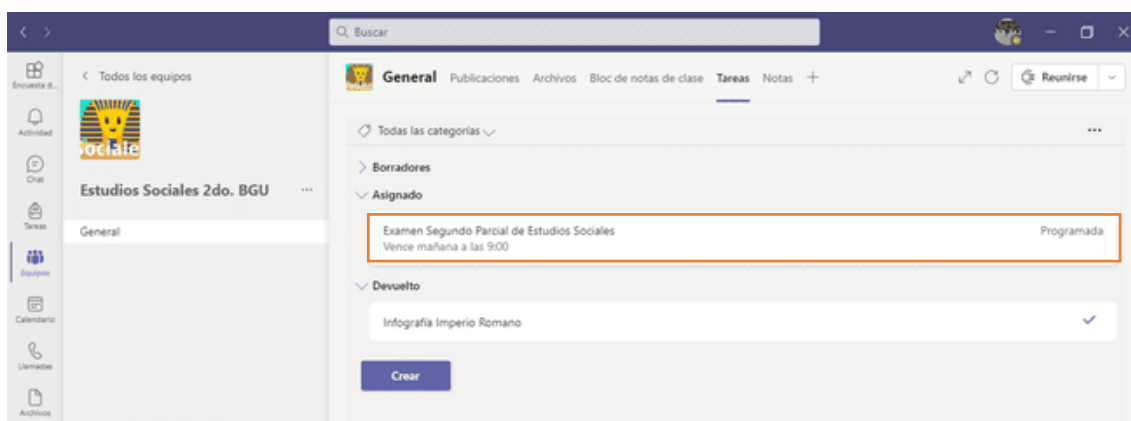 Buscar
Encuesta d...
Actividad
Chat
Tareas
Equipos
Calendario
Llamadas
Archivos
Todos los equipos
Sociale
Estudios Sociales 2do. BGU
General
General Publicaciones Archivos Bloc de notas de clase Tareas Notas
Reunirse
Todas las categorías
Borradores
Asignado
Examen Segundo Parcial de Estudios Sociales Programada
Vence mañana a las 9:00
Devuelto
Infografía Imperio Romano
Crear